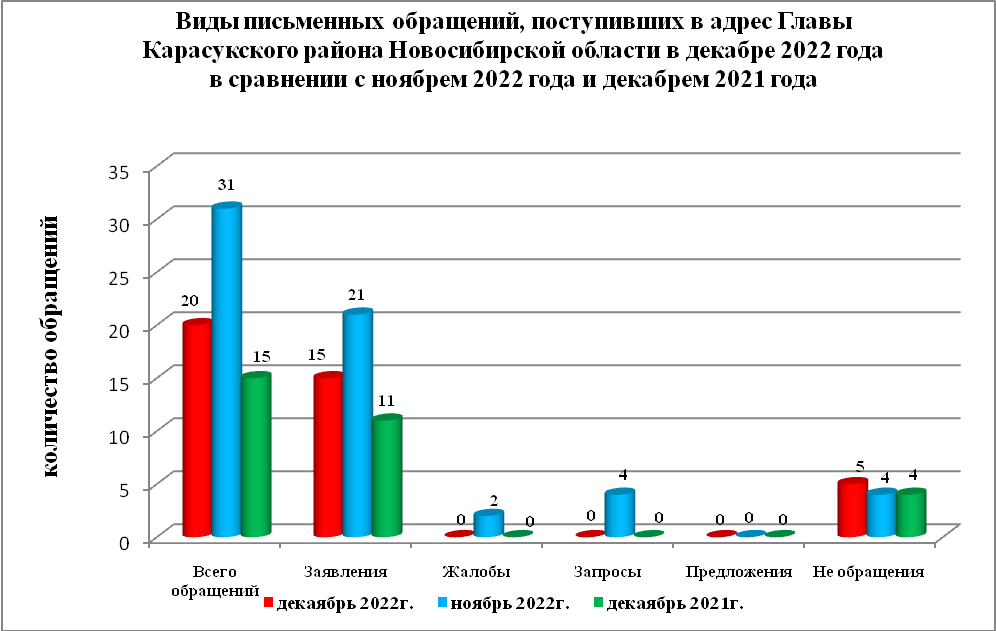 Виды письменных обращений, поступивших в адрес Главы
Карасукского района Новосибирской области в декабре 2022 года
в сравнении с ноябрем 2022 года и декабрем 2021 года
количество обращений
35
30
25
20
15
10
5
0
20
31
15
15
21
11
0
2
0
0
4
0
0
0
0
5
4
4
Всего
обращений
Заявления
Жалобы
Запросы
Предложения
Не обращения
декаябрь 2022г.
ноябрь 2022г.
декаябрь 2021г.